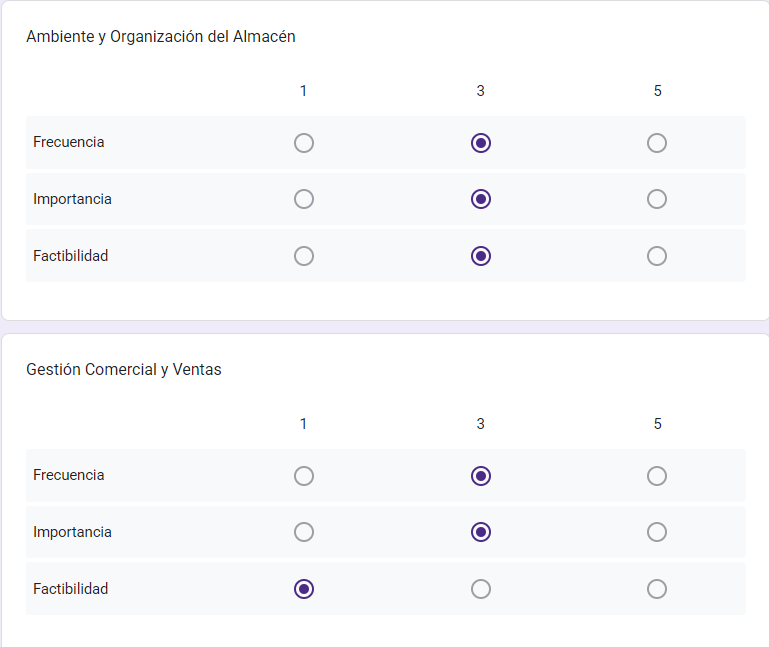 Ambiente y Organización del Almacén
1 3 5
Frecuencia
Importancia
Factibilidad
Gestión Comercial y Ventas
1 3 5
Frecuencia
Importancia
Factibilidad